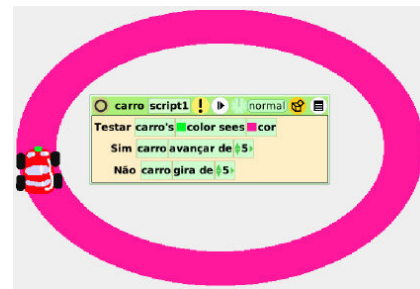 carro script1 ! normal
Testar carro's color sees cor
Sim carro avançar de 5
Não carro gira de 5